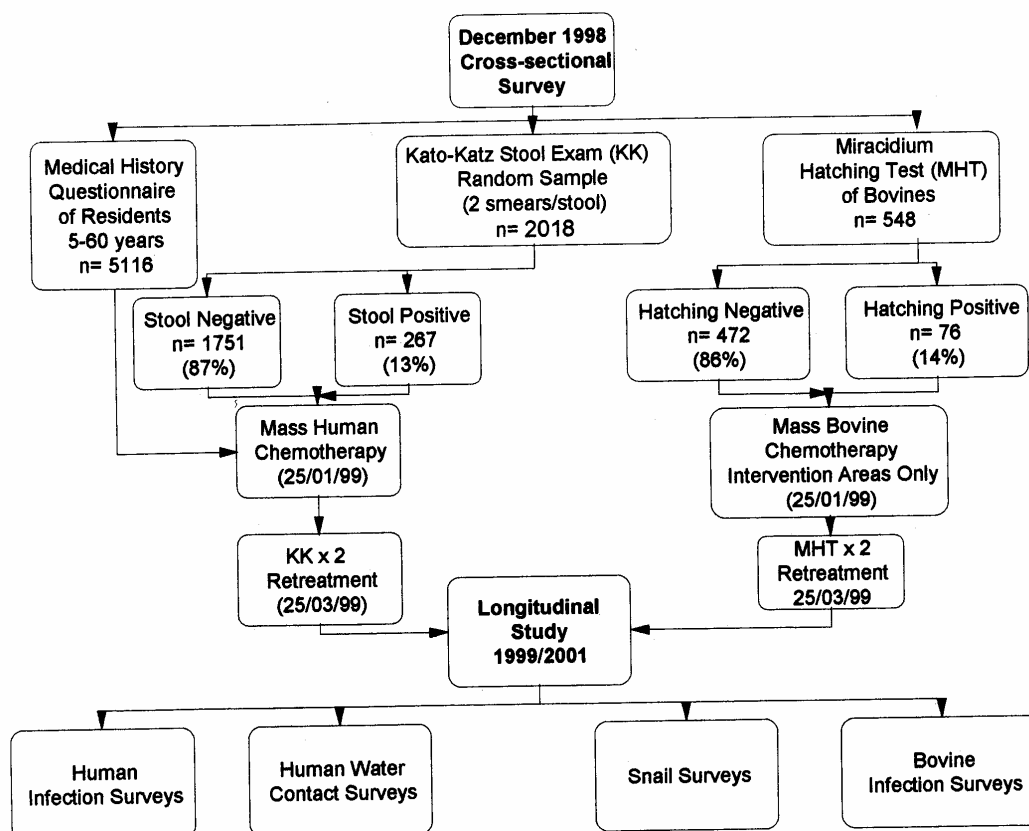 December 1998
Cross-sectional
Survey
Medical History
Questionnaire
of Residents
5-60 years
n= 5116
Kato-Katz Stool Exam (KK)
Random Sample
(2 smears/stool)
n= 2018
Miracidium
Hatching Test (MHT)
of Bovines
n= 548
Stool Negative
n= 1751
(87%)
Stool Positive
n= 267
(13%)
Hatching Negative
n= 472
(86%)
Hatching Positive
n= 76
(14%)
Mass Human
Chemotherapy
(25/01/99)
Mass Bovine
Chemotherapy
Intervention Areas Only
(25/01/99)
KK x 2
Retreatment
(25/03/99)
MHT x 2
Retreatment
25/03/99
Longitudinal
Study
1999/2001
Human
Infection Surveys
Human Water
Contact Surveys
Snail Surveys
Bovine
Infection Surveys